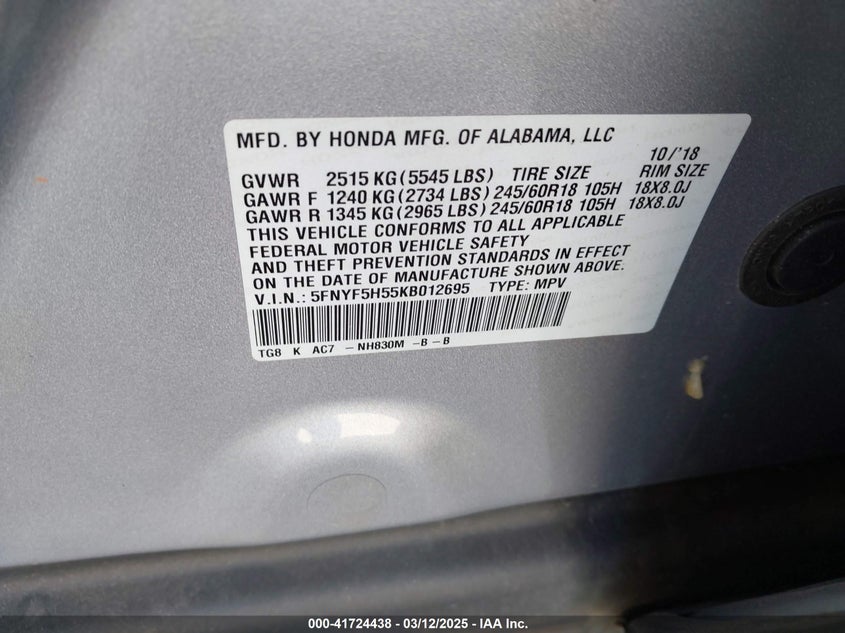 MFD. BY HONDA MFG. OF ALABAMA, LLC
10/'18
GVWR 2515 KG (5545 LBS) TIRE SIZE RIM SIZE
GAWR F 1240 KG (2734 LBS) 245/60R18 105H 18X8.0J
GAWR R 1345 KG (2965 LBS) 245/60R18 105H 18X8.0J
THIS VEHICLE CONFORMS TO ALL APPLICABLE
FEDERAL MOTOR VEHICLE SAFETY
AND THEFT PREVENTION STANDARDS IN EFFECT
ON THE DATE OF MANUFACTURE SHOWN ABOVE.
V.I.N.: 5FNYF5H55KB012695 TYPE: MPV
TG8 K AC7 - NH830M -B - B
000-41724438 - 03/12/2025 - IAA Inc.